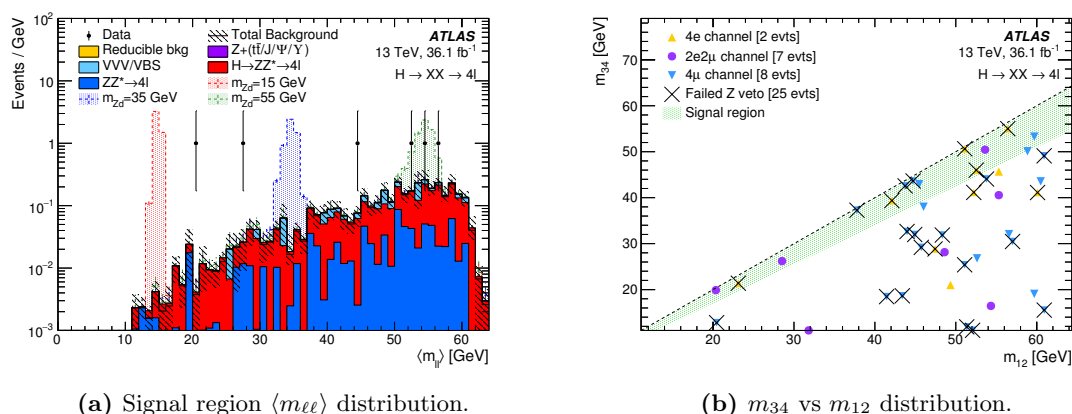 Events / GeV
10³
10²
10
1
10⁻¹
10⁻²
10⁻³
Data
Total Background
Reducible bkg
Z+(tt̄/J/Ψ/Υ)
VVV/VBS
H→ZZ*→4l
ZZ*→4l
m_Zd=15 GeV
m_Zd=35 GeV
m_Zd=55 GeV
ATLAS
13 TeV, 36.1 fb⁻¹
H → XX → 4l
0 10 20 30 40 50 60
⟨m_ll⟩ [GeV]
m₃₄ [GeV]
70
60
50
40
30
20
4e channel [2 evts]
2e2μ channel [7 evts]
4μ channel [8 evts]
Failed Z veto [25 evts]
Signal region
ATLAS
13 TeV, 36.1 fb⁻¹
H → XX → 4l
20 30 40 50 60
m₁₂ [GeV]
(a) Signal region ⟨m_ℓℓ⟩ distribution.
(b) m₃₄ vs m₁₂ distribution.